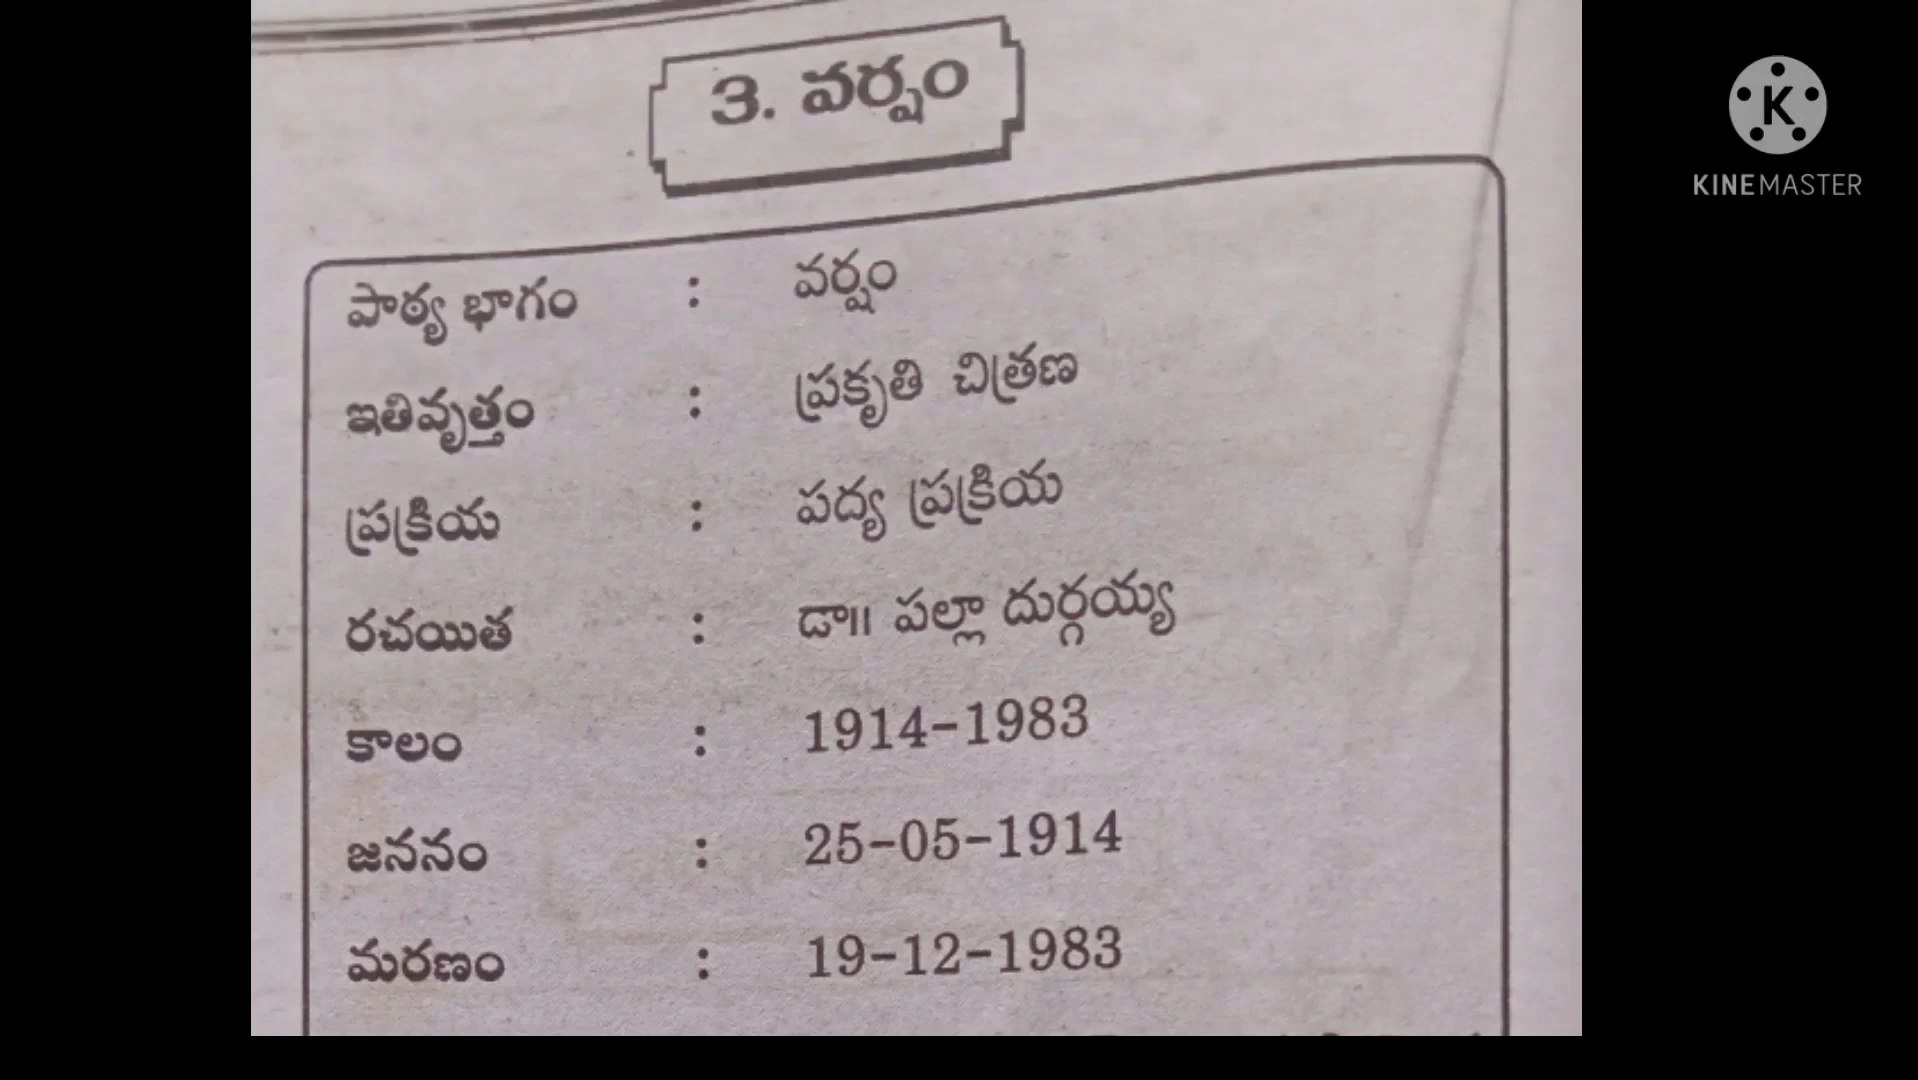 3. వర్షం
K
KINEMASTER
పాఠ్య భాగం : వర్షం
ఇతివృత్తం : ప్రకృతి చిత్రణ
ప్రక్రియ : పద్య ప్రక్రియ
రచయిత : డా॥ పల్లా దుర్గయ్య
కాలం : 1914-1983
జననం : 25-05-1914
మరణం : 19-12-1983